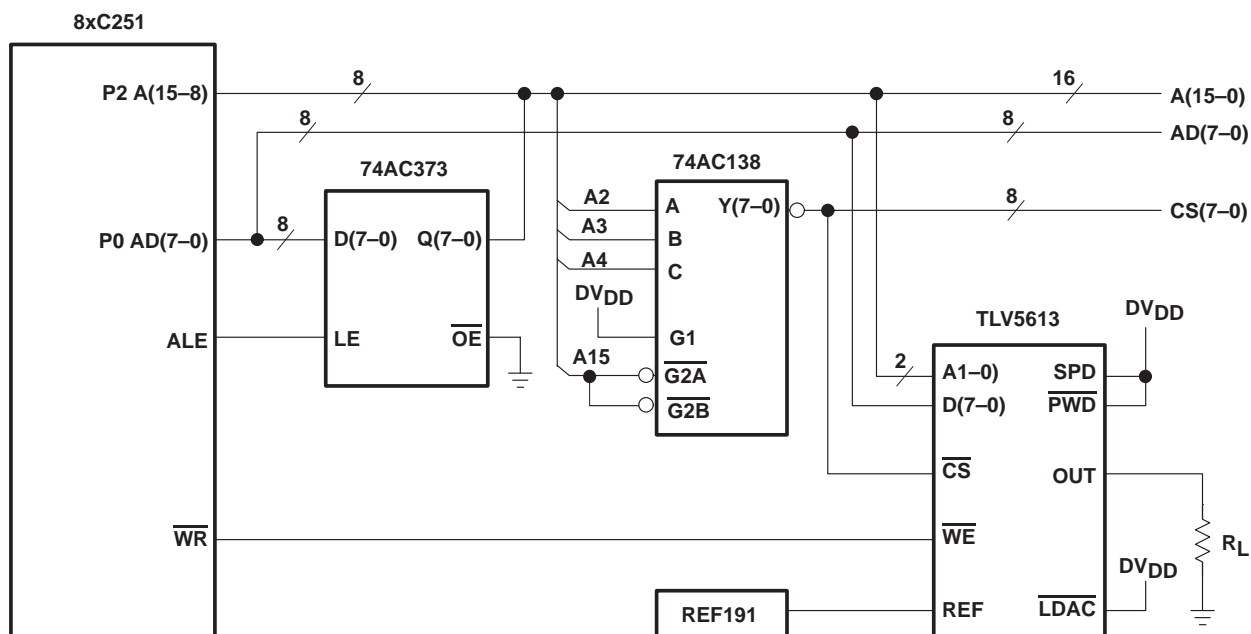 8xC251
P2 A(15–8)
8
16
A(15–0)
8
8
AD(7–0)
74AC373
74AC138
A2
A
Y(7–0)
8
CS(7–0)
P0 AD(7–0)
8
D(7–0)
Q(7–0)
A3
B
A4
C
DVDD
DVDD
TLV5613
ALE
LE
OE
G1
A15
G2A
2
A1–0)
SPD
G2B
D(7–0)
PWD
CS
OUT
WR
WE
RL
DVDD
REF191
REF
LDAC